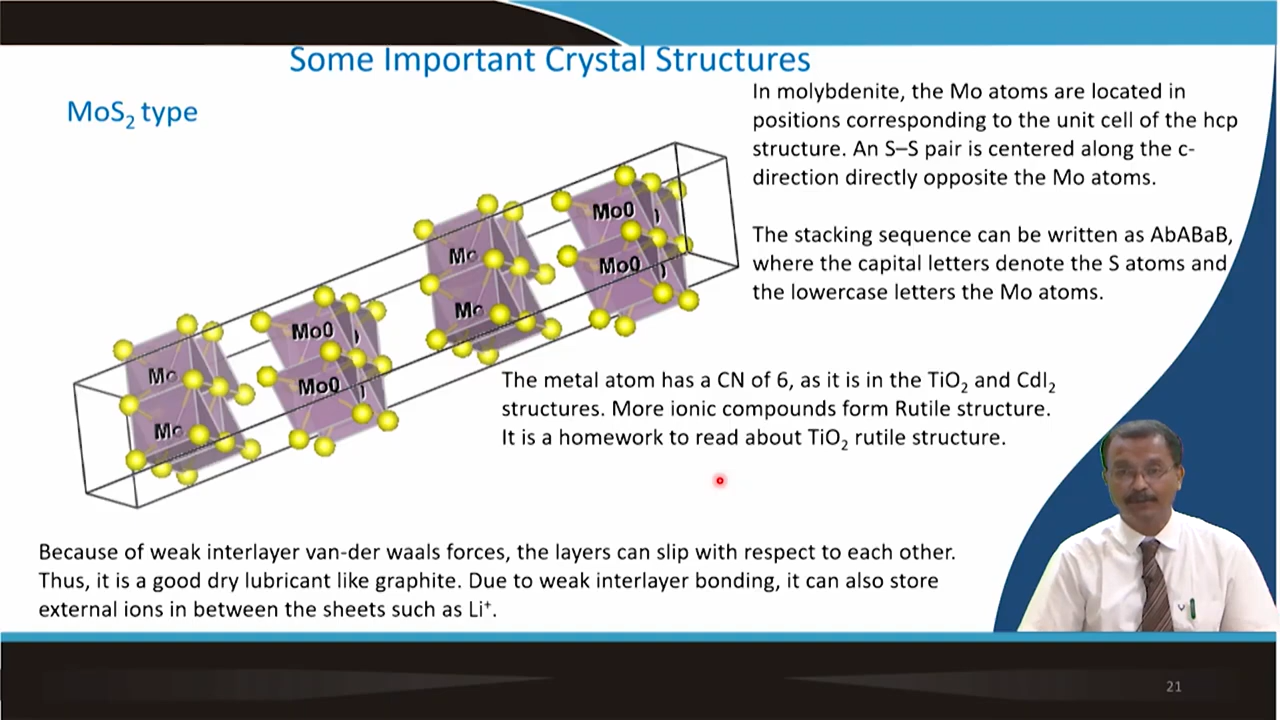 Some Important Crystal Structures
MoS₂ type
In molybdenite, the Mo atoms are located in
positions corresponding to the unit cell of the hcp
structure. An S–S pair is centered along the c-
direction directly opposite the Mo atoms.
The stacking sequence can be written as AbABaB,
where the capital letters denote the S atoms and
the lowercase letters the Mo atoms.
Mo0
)
Mo0
)
Mc
Mc
Mo0
)
Mo0
)
Mc
Mc
The metal atom has a CN of 6, as it is in the TiO₂ and CdI₂
structures. More ionic compounds form Rutile structure.
It is a homework to read about TiO₂ rutile structure.
Because of weak interlayer van-der waals forces, the layers can slip with respect to each other.
Thus, it is a good dry lubricant like graphite. Due to weak interlayer bonding, it can also store
external ions in between the sheets such as Li⁺.
21